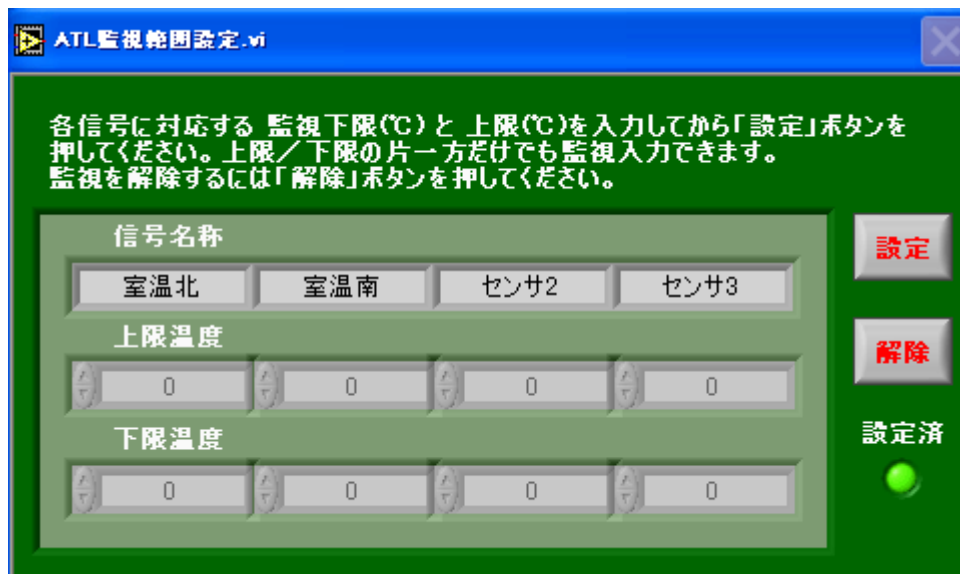 ATL監視範囲設定.vi
各信号に対応する 監視下限(℃) と 上限(℃)を入力してから「設定」ボタンを
押してください。上限／下限の片一方だけでも監視入力できます。
監視を解除するには「解除」ボタンを押してください。
信号名称
設定
室温北 室温南 センサ2 センサ3
上限温度
解除
0 0 0 0
下限温度
設定済
0 0 0 0